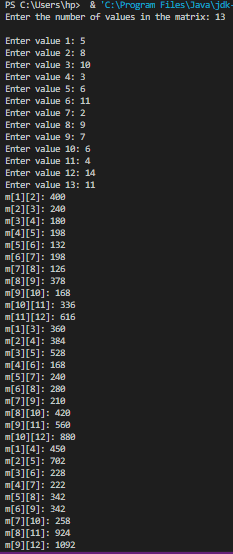 PS C:\Users\hp>  & 'C:\Program Files\Java\jdk-
Enter the number of values in the matrix: 13
Enter value 1: 5
Enter value 2: 8
Enter value 3: 10
Enter value 4: 3
Enter value 5: 6
Enter value 6: 11
Enter value 7: 2
Enter value 8: 9
Enter value 9: 7
Enter value 10: 6
Enter value 11: 4
Enter value 12: 14
Enter value 13: 11
m[1][2]: 400
m[2][3]: 240
m[3][4]: 180
m[4][5]: 198
m[5][6]: 132
m[6][7]: 198
m[7][8]: 126
m[8][9]: 378
m[9][10]: 168
m[10][11]: 336
m[11][12]: 616
m[1][3]: 360
m[2][4]: 384
m[3][5]: 528
m[4][6]: 168
m[5][7]: 240
m[6][8]: 280
m[7][9]: 210
m[8][10]: 420
m[9][11]: 560
m[10][12]: 880
m[1][4]: 450
m[2][5]: 702
m[3][6]: 228
m[4][7]: 222
m[5][8]: 342
m[6][9]: 342
m[7][10]: 258
m[8][11]: 924
m[9][12]: 1092